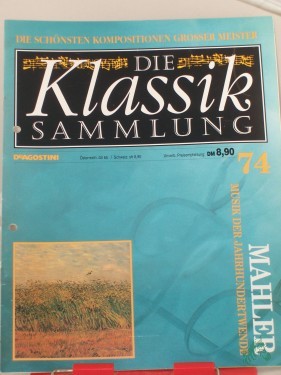 DIE SCHÖNSTEN KOMPOSITIONEN GROSSER MEISTER
DIE
Klassik
SAMMLUNG
DEAGOSTINI
DM 8,90
74
MAHLER
MUSIK DER JAHRHUNDERTWENDE